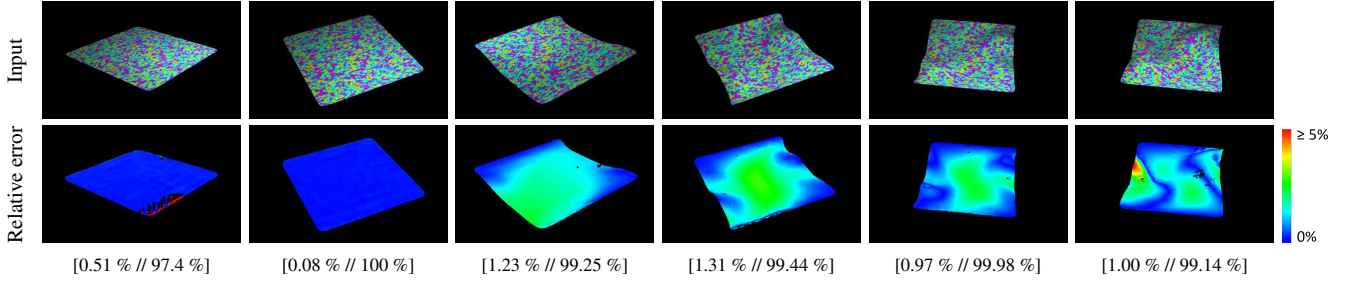 Input
Relative error
≥ 5%
0%
[0.51 % // 97.4 %] [0.08 % // 100 %] [1.23 % // 99.25 %] [1.31 % // 99.44 %] [0.97 % // 99.98 %] [1.00 % // 99.14 %]